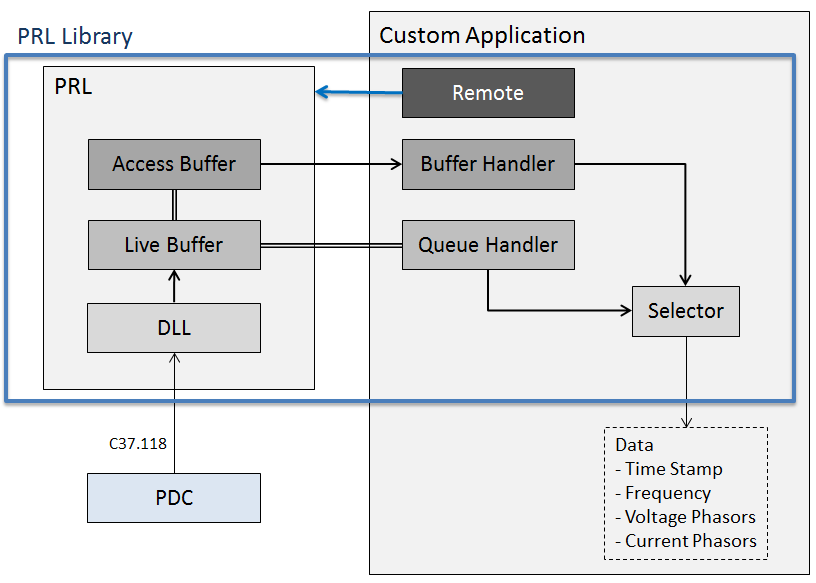 PRL Library
Custom Application
PRL
Remote
Access Buffer
Buffer Handler
Live Buffer
Queue Handler
DLL
Selector
C37.118
PDC
Data
- Time Stamp
- Frequency
- Voltage Phasors
- Current Phasors